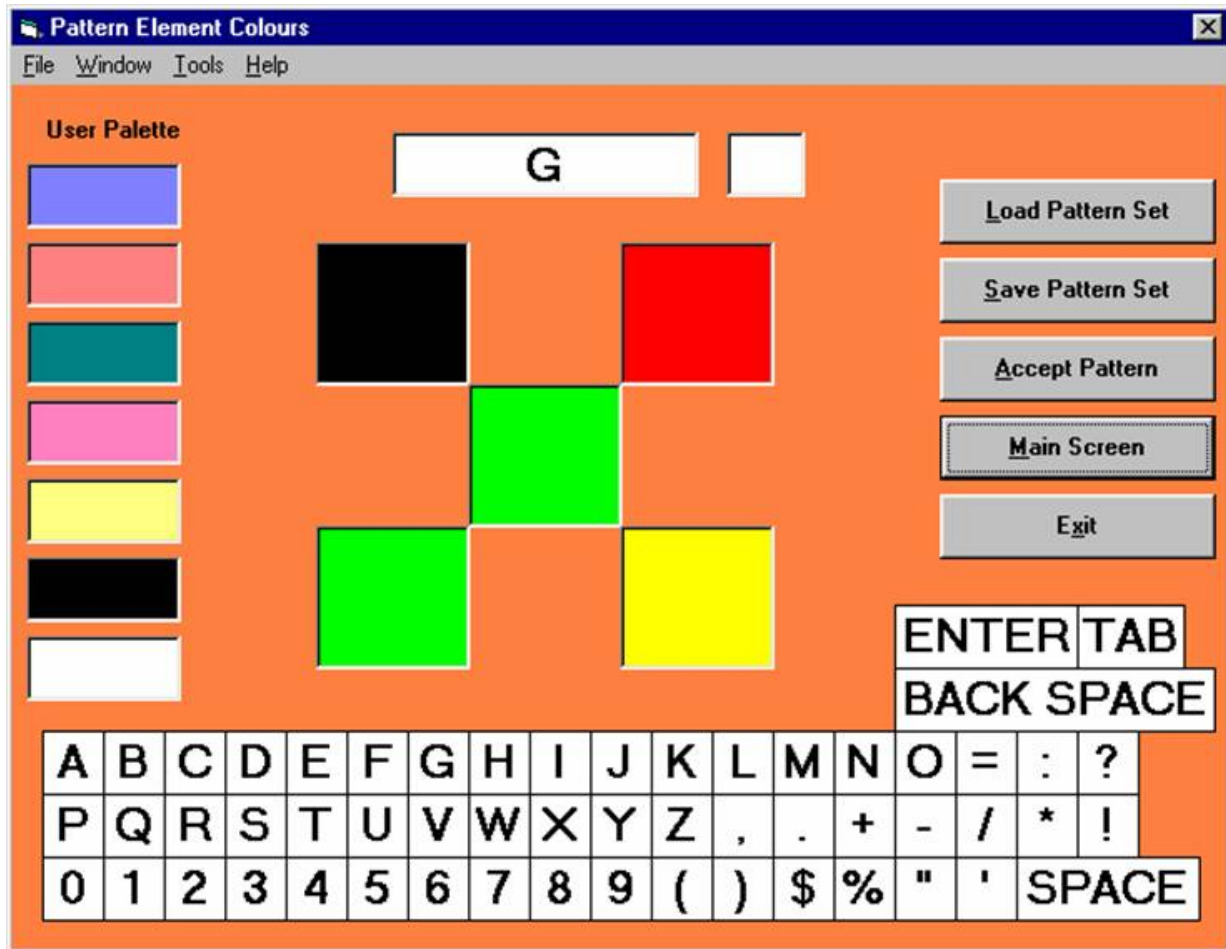 Pattern Element Colours
File Window Tools Help
User Palette
G
Load Pattern Set
Save Pattern Set
Accept Pattern
Main Screen
Exit
ENTER TAB
BACK SPACE
A B C D E F G H I J K L M N O = : ?
P Q R S T U V W X Y Z , . + - / * !
0 1 2 3 4 5 6 7 8 9 ( ) $ % " ' SPACE